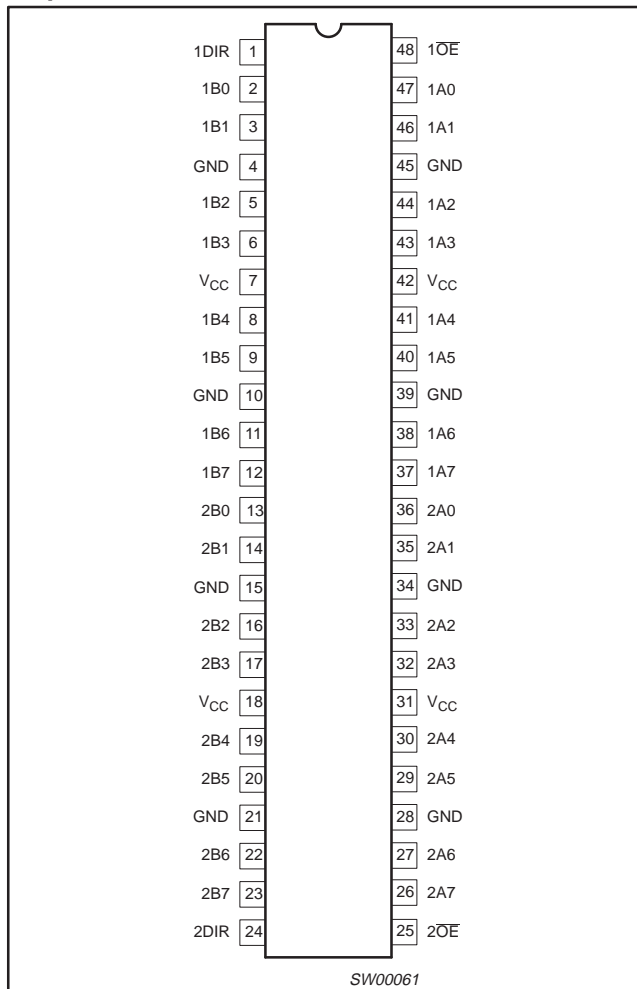 1DIR 1 48 1O̅E̅
1B0 2 47 1A0
1B1 3 46 1A1
GND 4 45 GND
1B2 5 44 1A2
1B3 6 43 1A3
VCC 7 42 VCC
1B4 8 41 1A4
1B5 9 40 1A5
GND 10 39 GND
1B6 11 38 1A6
1B7 12 37 1A7
2B0 13 36 2A0
2B1 14 35 2A1
GND 15 34 GND
2B2 16 33 2A2
2B3 17 32 2A3
VCC 18 31 VCC
2B4 19 30 2A4
2B5 20 29 2A5
GND 21 28 GND
2B6 22 27 2A6
2B7 23 26 2A7
2DIR 24 25 2O̅E̅
SW00061